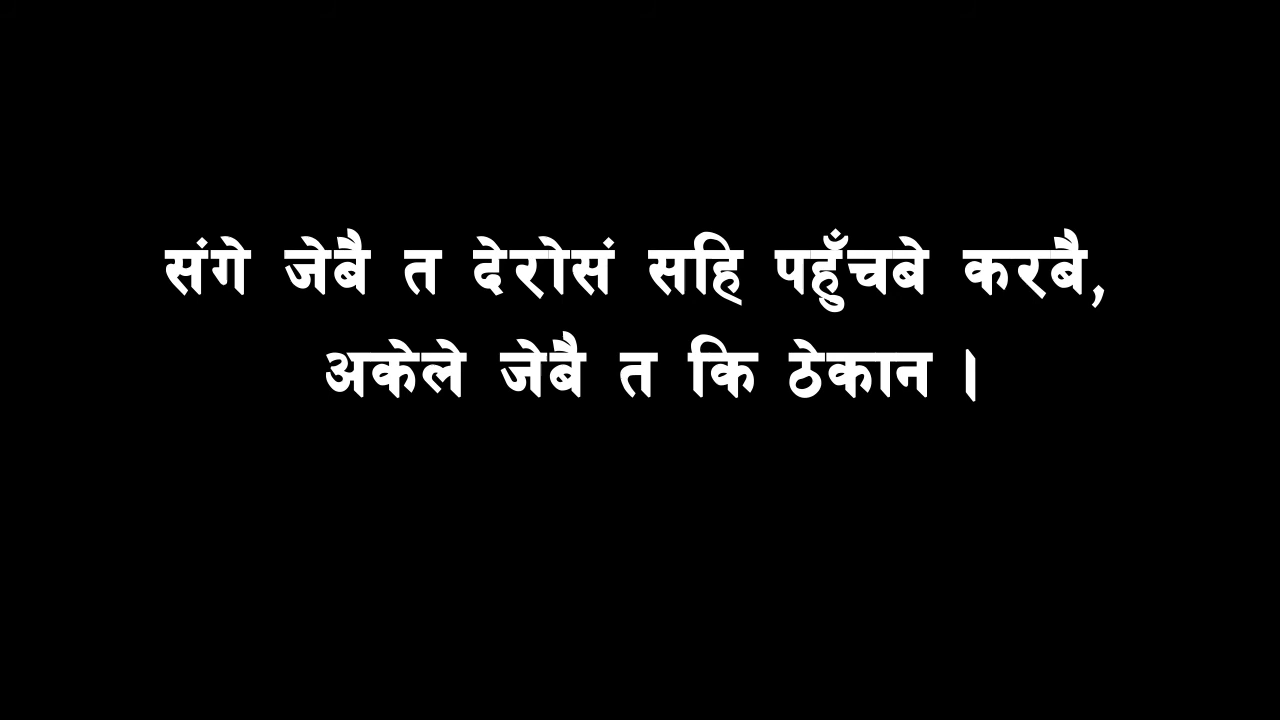 संगे जेबै त देरोसं सहि पहुँचबे करबै,
अकेले जेबै त कि ठेकान ।